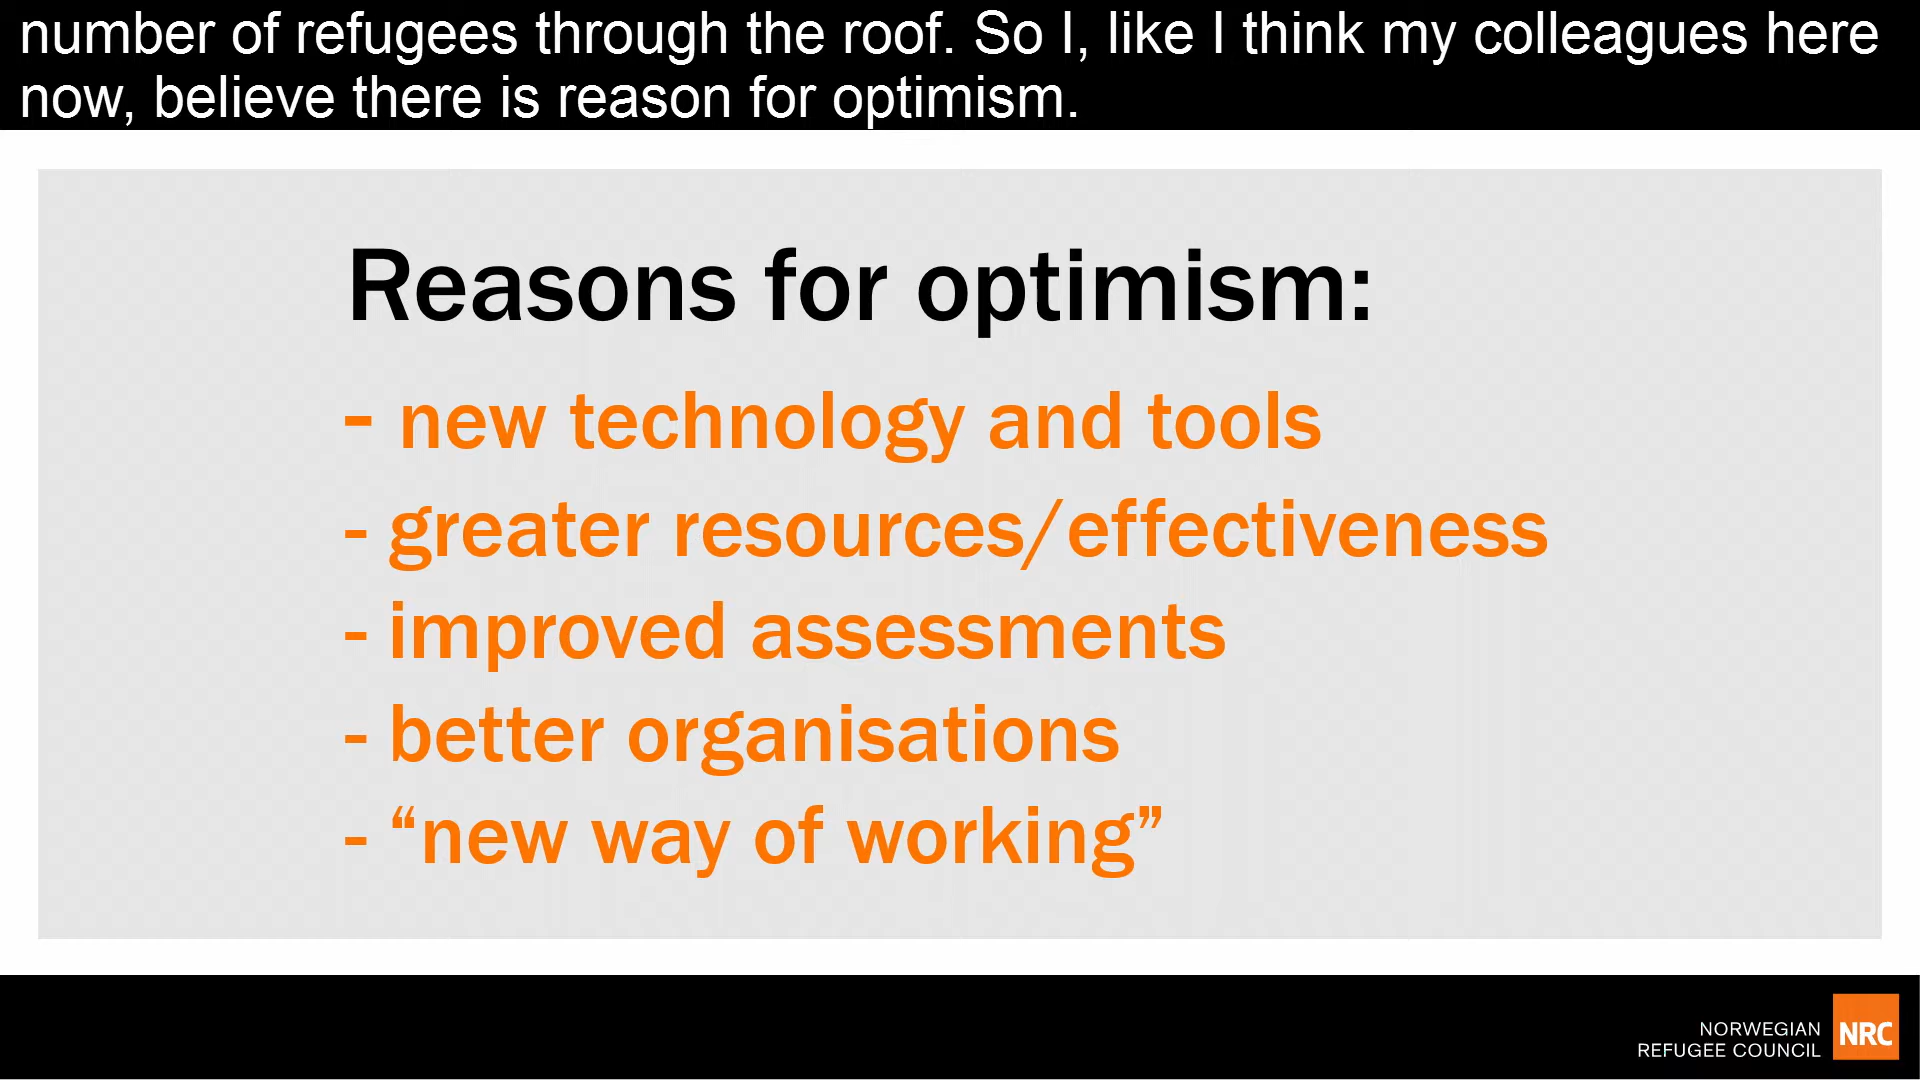 number of refugees through the roof. So I, like I think my colleagues here
now, believe there is reason for optimism.
Reasons for optimism:
- new technology and tools
- greater resources/effectiveness
- improved assessments
- better organisations
- “new way of working”
NORWEGIAN
REFUGEE COUNCIL
NRC